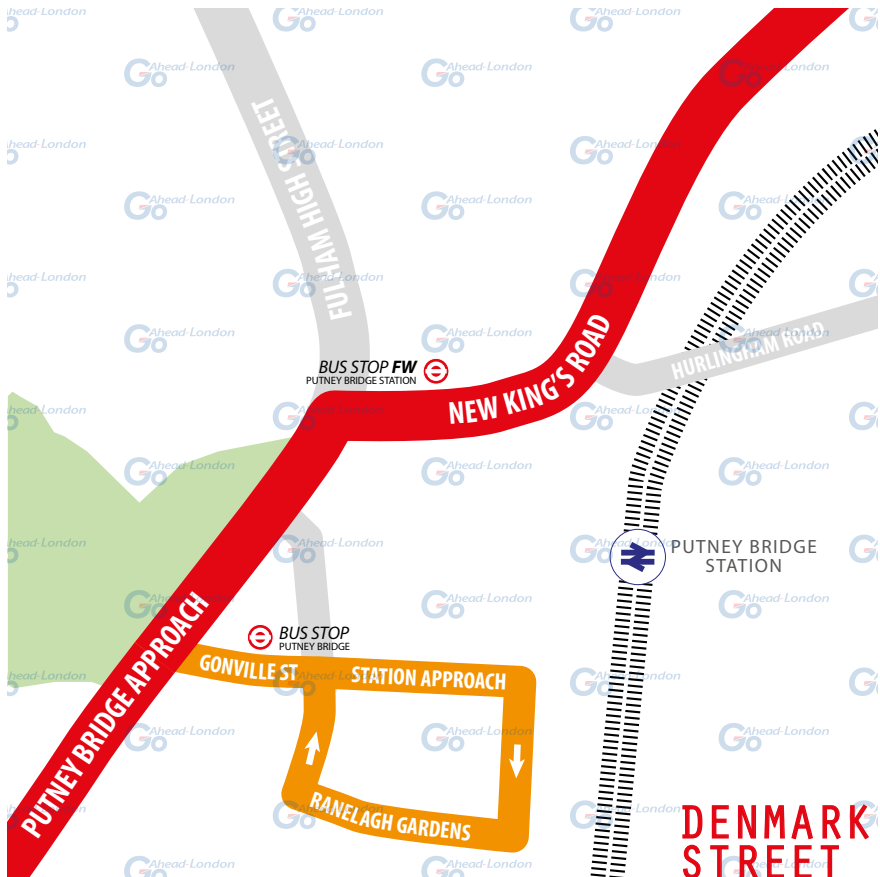 Go Ahead-London
FULHAM HIGH STREET
BUS STOP FW
PUTNEY BRIDGE STATION
NEW KING'S ROAD
HURLINGHAM ROAD
PUTNEY BRIDGE
STATION
PUTNEY BRIDGE APPROACH
BUS STOP
PUTNEY BRIDGE
GONVILLE ST
STATION APPROACH
RANELAGH GARDENS
DENMARK
STREET